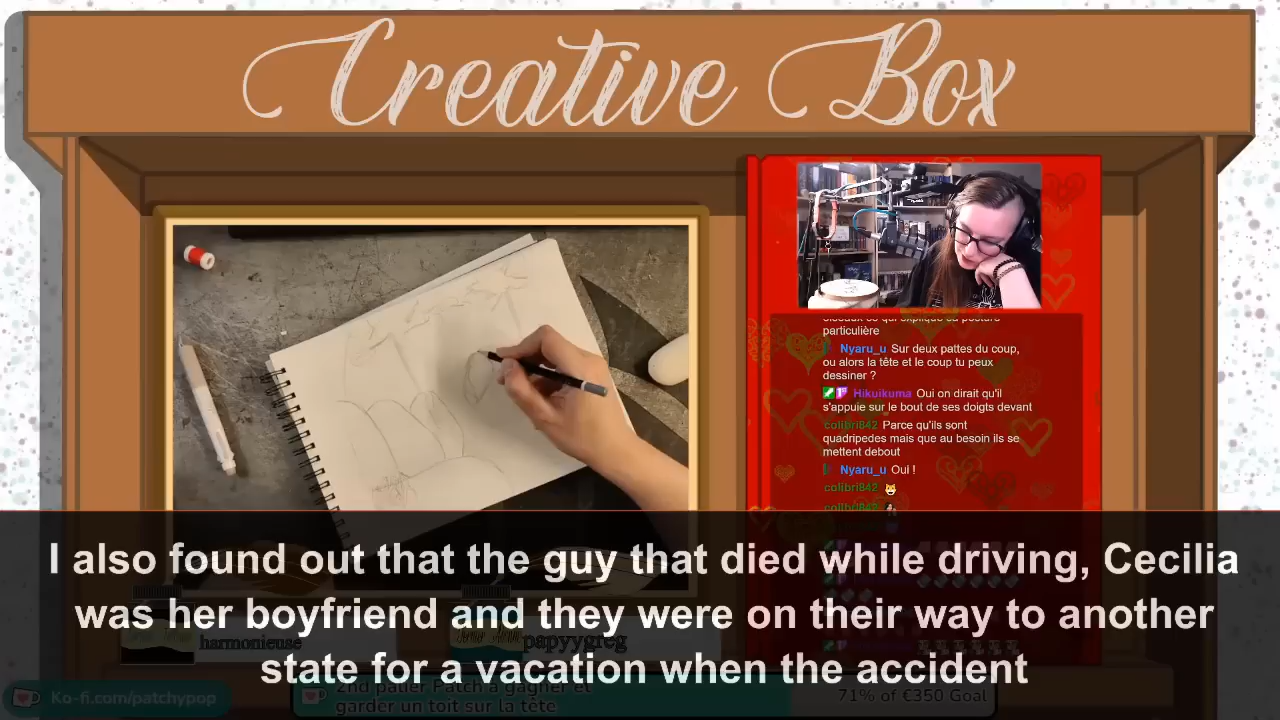 Creative Box
particulière
Nyaru_u Sur deux pattes du coup,
ou alors la tête et le coup tu peux
dessiner ?
Hikuikuma Oui on dirait qu'il
s'appuie sur le bout de ses doigts devant
colibri842 Parce qu'ils sont
quadripedes mais que au besoin ils se
mettent debout
Nyaru_u Oui !
colibri842
colibri842
I also found out that the guy that died while driving, Cecilia
was her boyfriend and they were on their way to another
state for a vacation when the accident
harmonieuse
papyygreg
Ko-fi.com/patchypop
2nd palier Patch a gagner et
garder un toit sur la tête
71% of €350 Goal